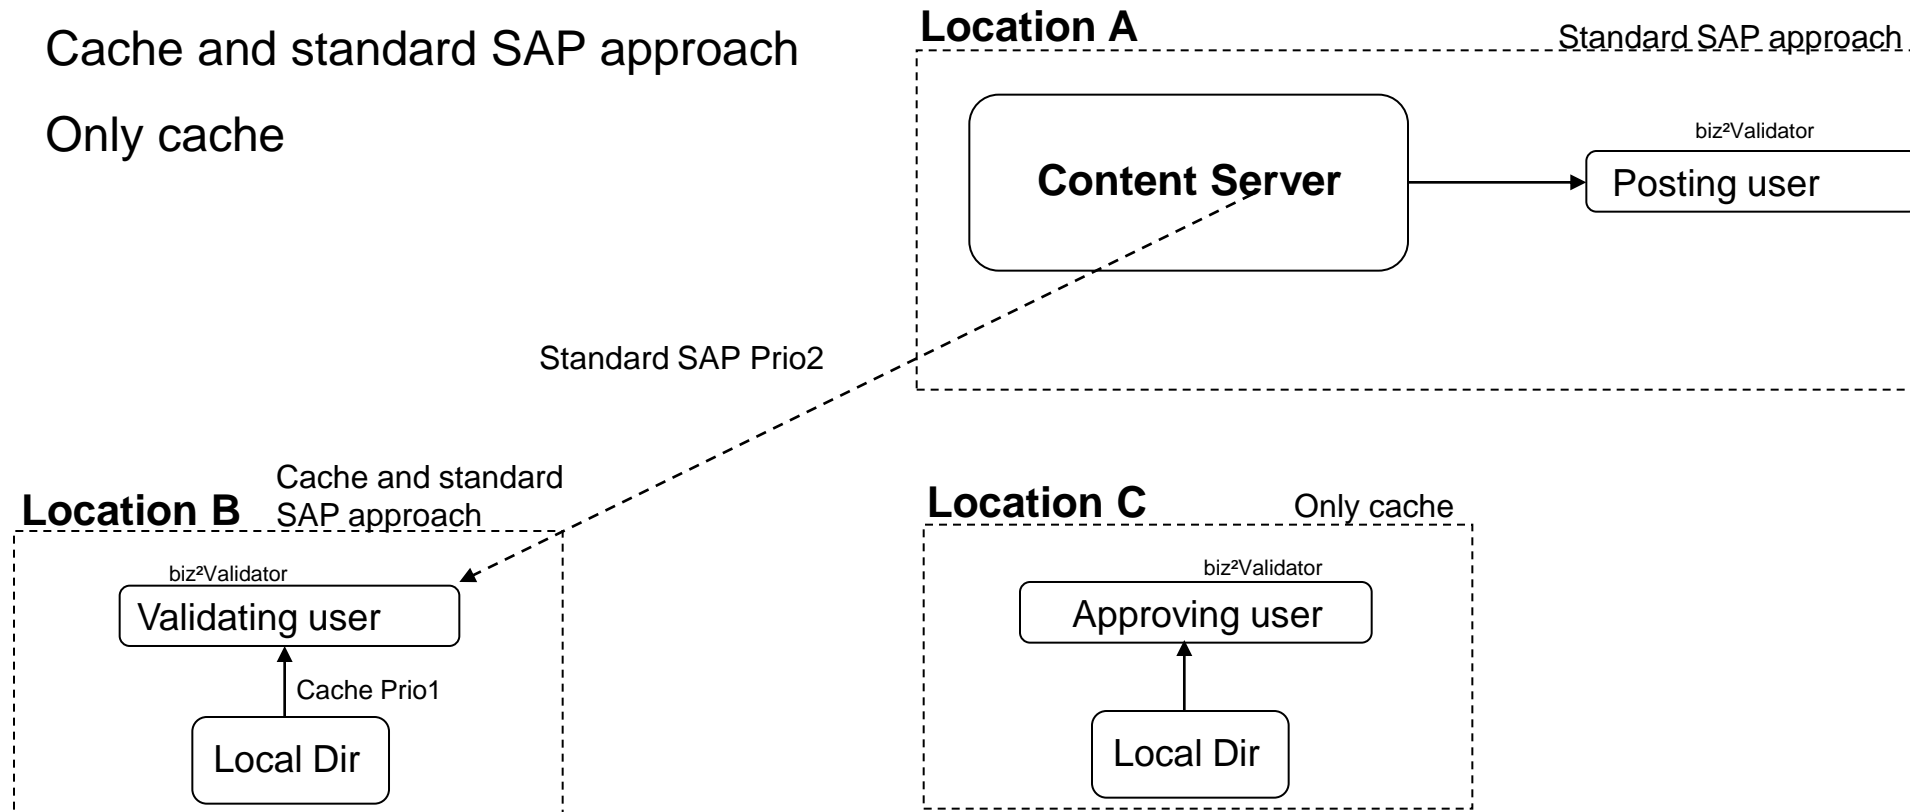 Cache and standard SAP approach
Only cache
Location A
Standard SAP approach
Content Server
biz²Validator
Posting user
Standard SAP Prio2
Location B
Cache and standard
SAP approach
biz²Validator
Validating user
Cache Prio1
Local Dir
Location C
Only cache
biz²Validator
Approving user
Local Dir